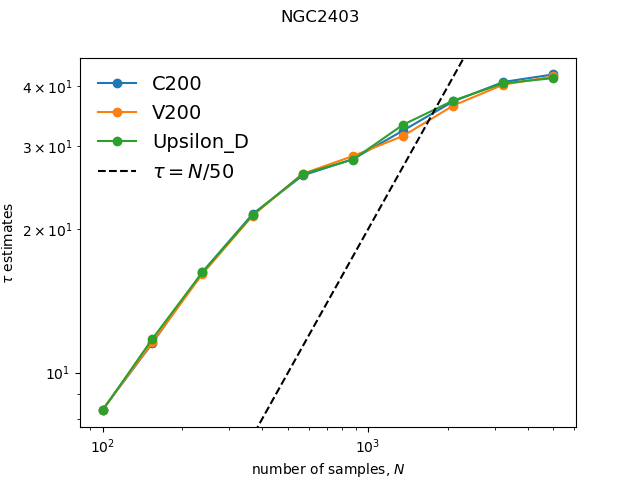 NGC2403
C200
V200
Upsilon_D
τ = N/50
4 × 10¹
3 × 10¹
2 × 10¹
10¹
τ estimates
10² 10³
number of samples, N